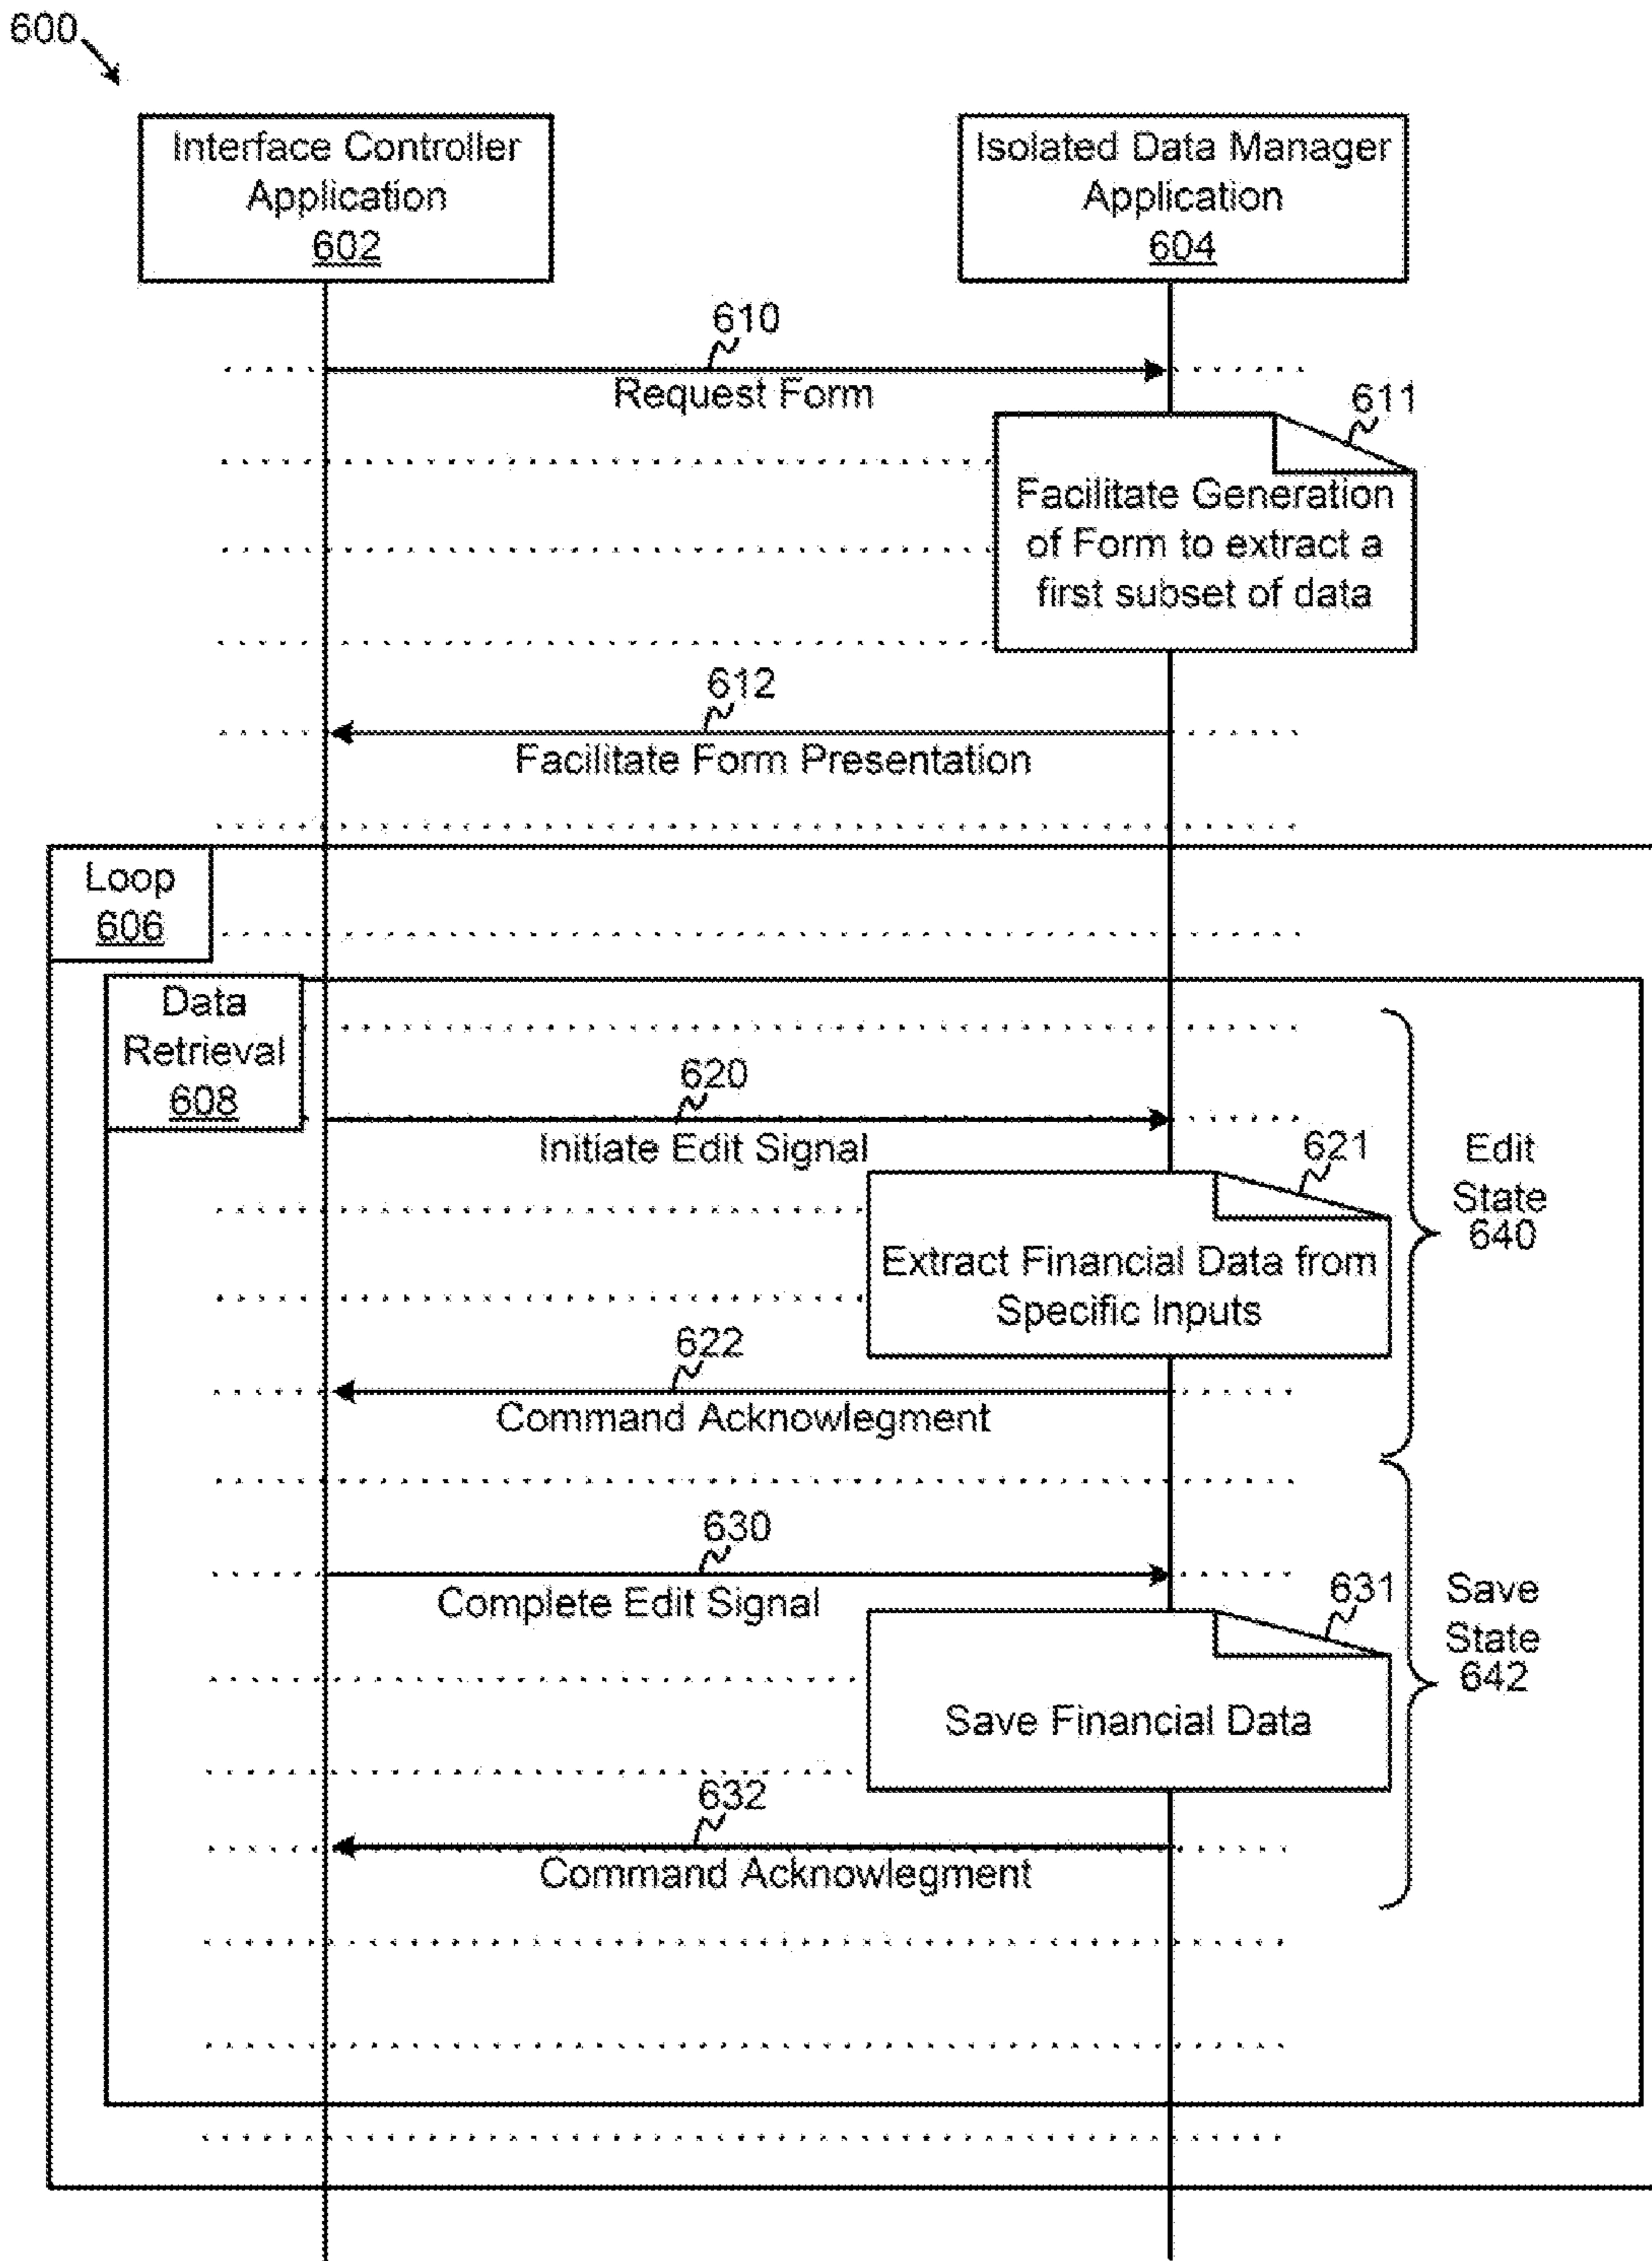 600
Interface Controller
Application
602
Isolated Data Manager
Application
604
610
Request Form
611
Facilitate Generation
of Form to extract a
first subset of data
612
Facilitate Form Presentation
Loop
606
Data
Retrieval
608
620
Initiate Edit Signal
621
Extract Financial Data from
Specific Inputs
Edit
State
640
622
Command Acknowlegment
630
Complete Edit Signal
631
Save Financial Data
Save
State
642
632
Command Acknowlegment